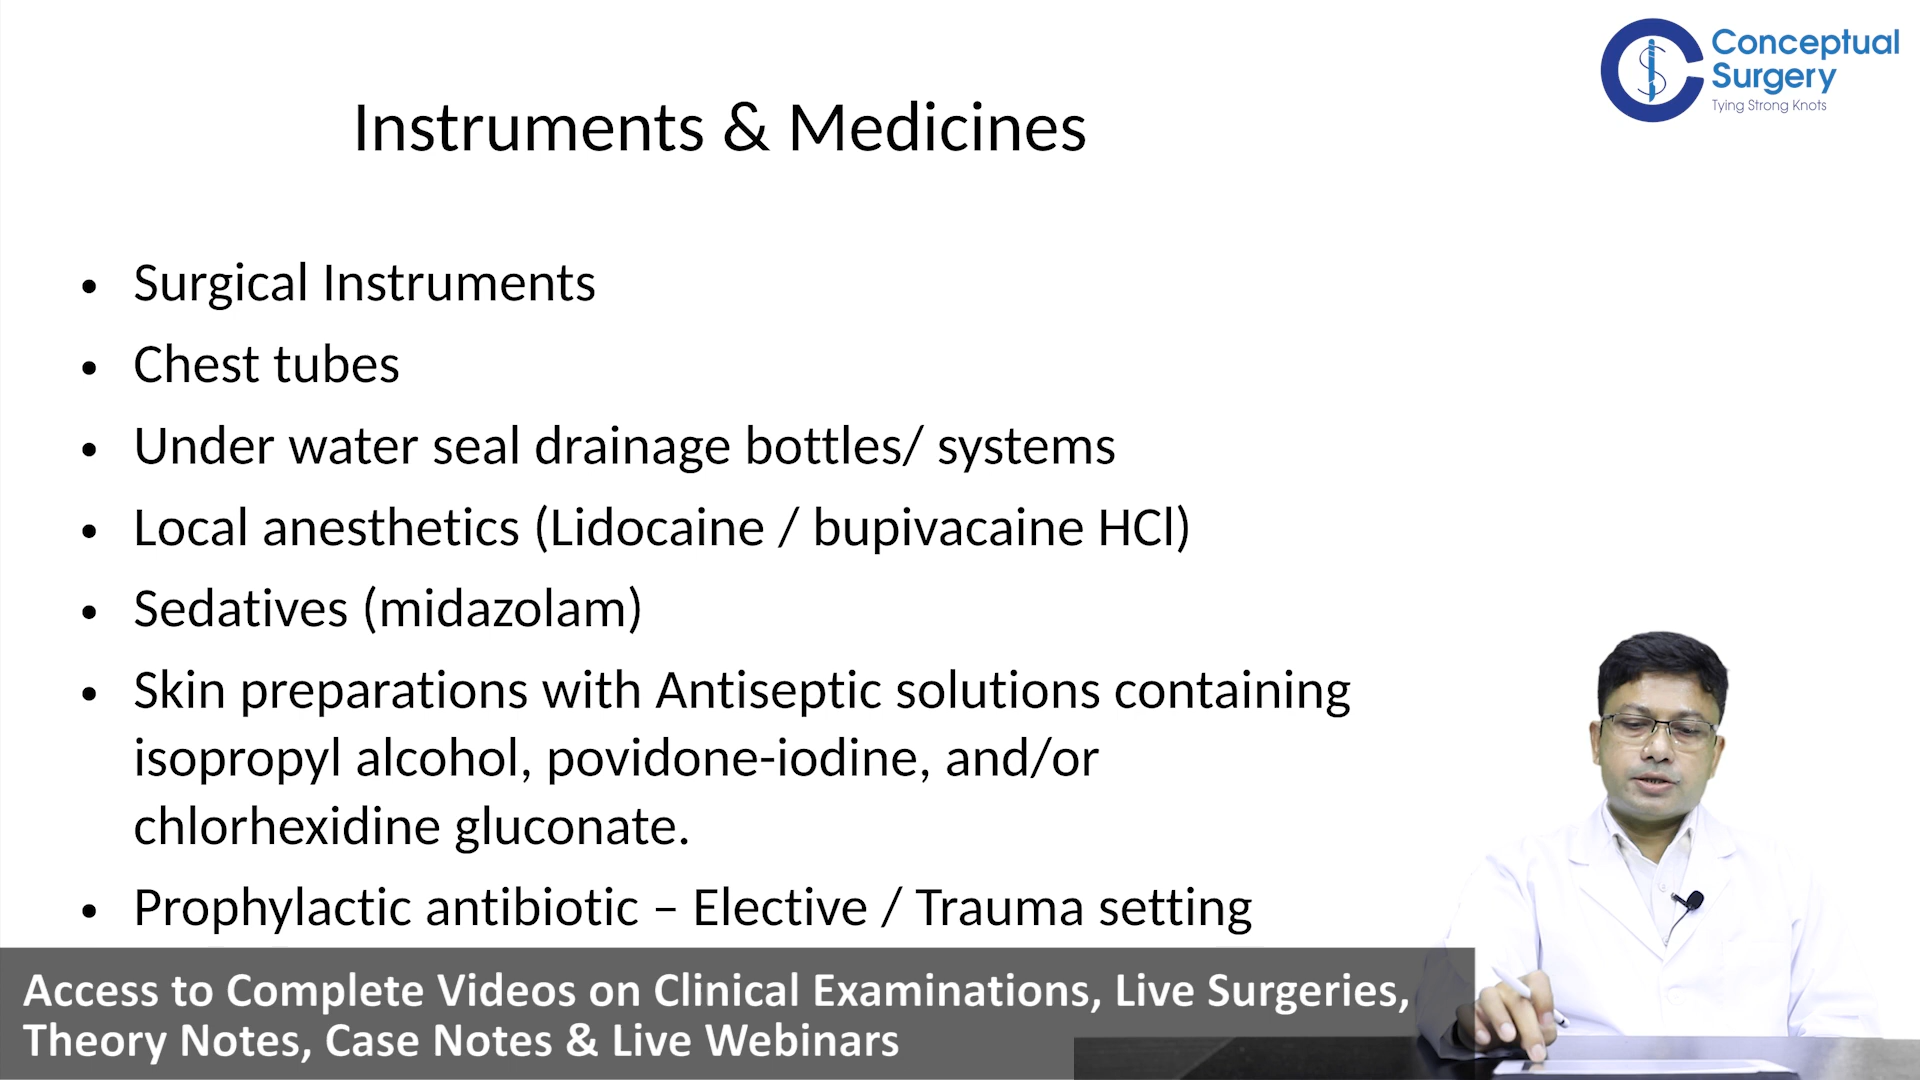 Conceptual
Surgery
Tying Strong Knots
Instruments & Medicines
• Surgical Instruments
• Chest tubes
• Under water seal drainage bottles/ systems
• Local anesthetics (Lidocaine / bupivacaine HCl)
• Sedatives (midazolam)
• Skin preparations with Antiseptic solutions containing
isopropyl alcohol, povidone-iodine, and/or
chlorhexidine gluconate.
• Prophylactic antibiotic – Elective / Trauma setting
Access to Complete Videos on Clinical Examinations, Live Surgeries,
Theory Notes, Case Notes & Live Webinars